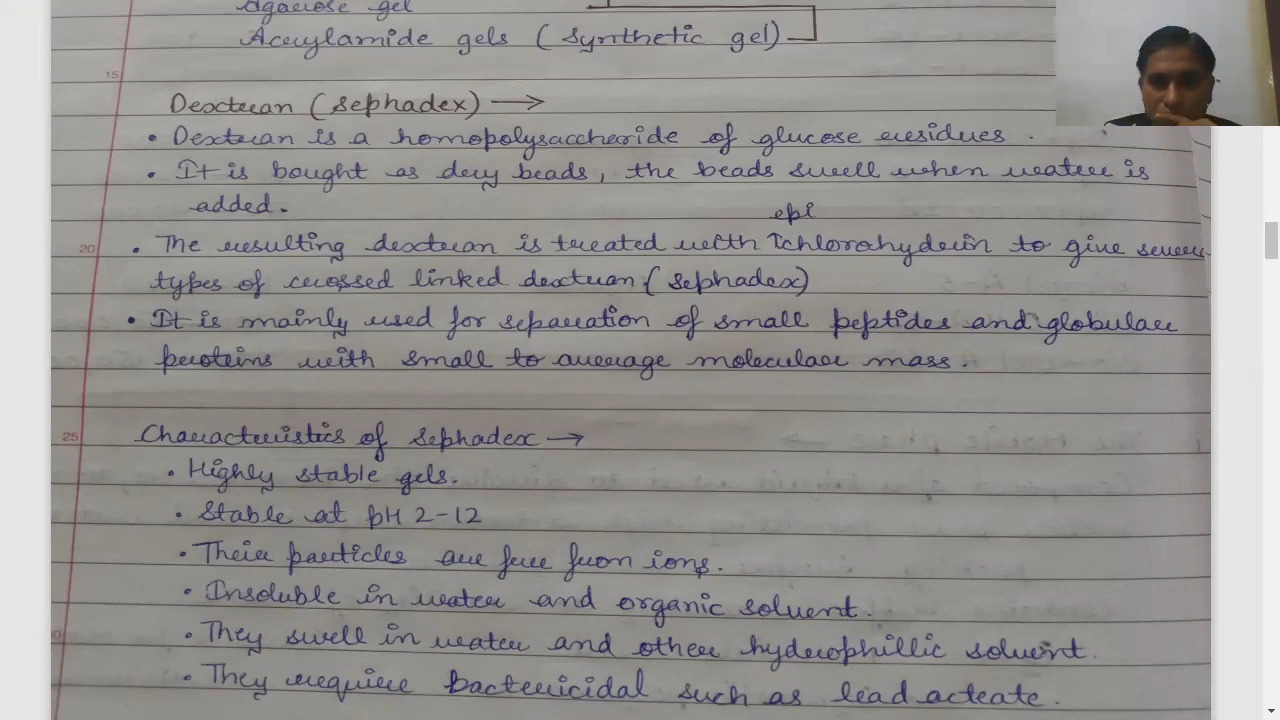 Agarose gel
Acrylamide gels (synthetic gel)
15
Dextran (Sephadex) →
• Dextran is a homopolysaccharide of glucose residues.
• It is bought as dry beads, the beads swell when water is
added.
epi
20
• The resulting dextran is treated with Ichlorohydrin to give
types of crossed linked dextran (Sephadex)
• It is mainly used for separation of small peptides and globular
proteins with small to average molecular mass.
25
Characteristics of Sephadex →
• Highly stable gels.
• Stable at pH 2-12
• Their particles are free from ions.
• Insoluble in water and organic solvent.
• They swell in water and other hydrophillic solvent.
• They require bactericidal such as lead acteate.